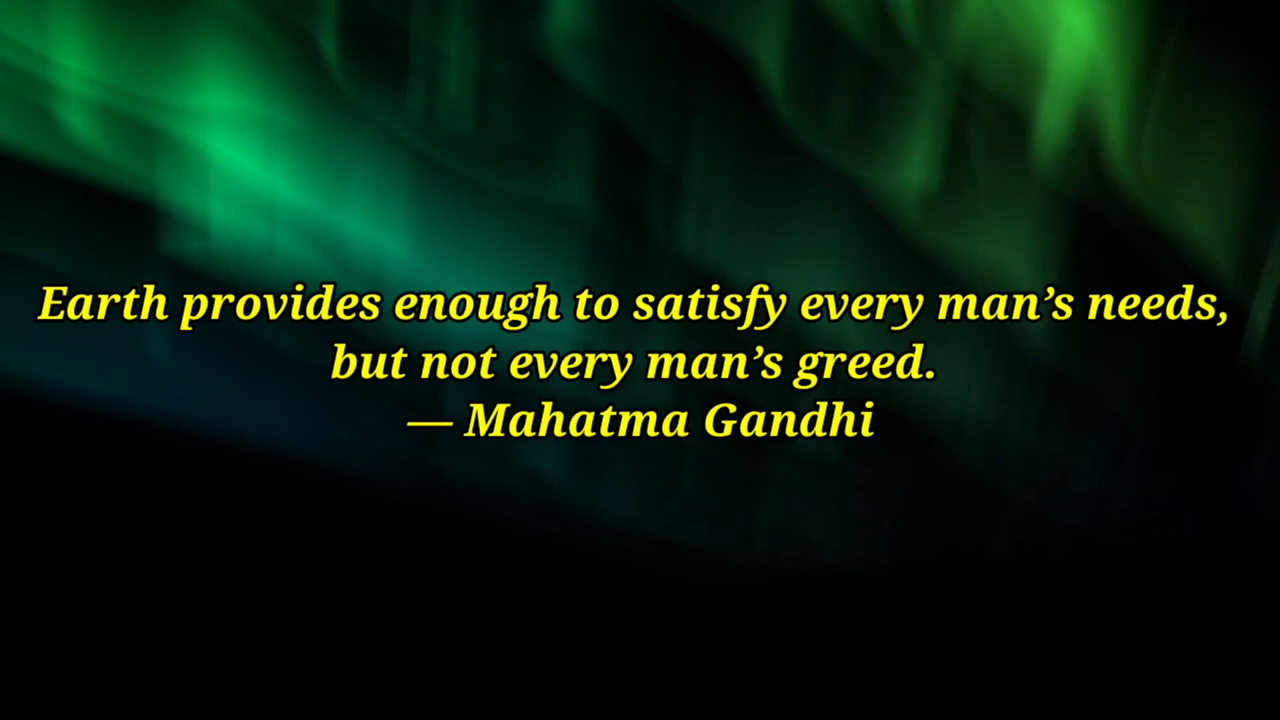 Earth provides enough to satisfy every man’s needs,
but not every man’s greed.
— Mahatma Gandhi